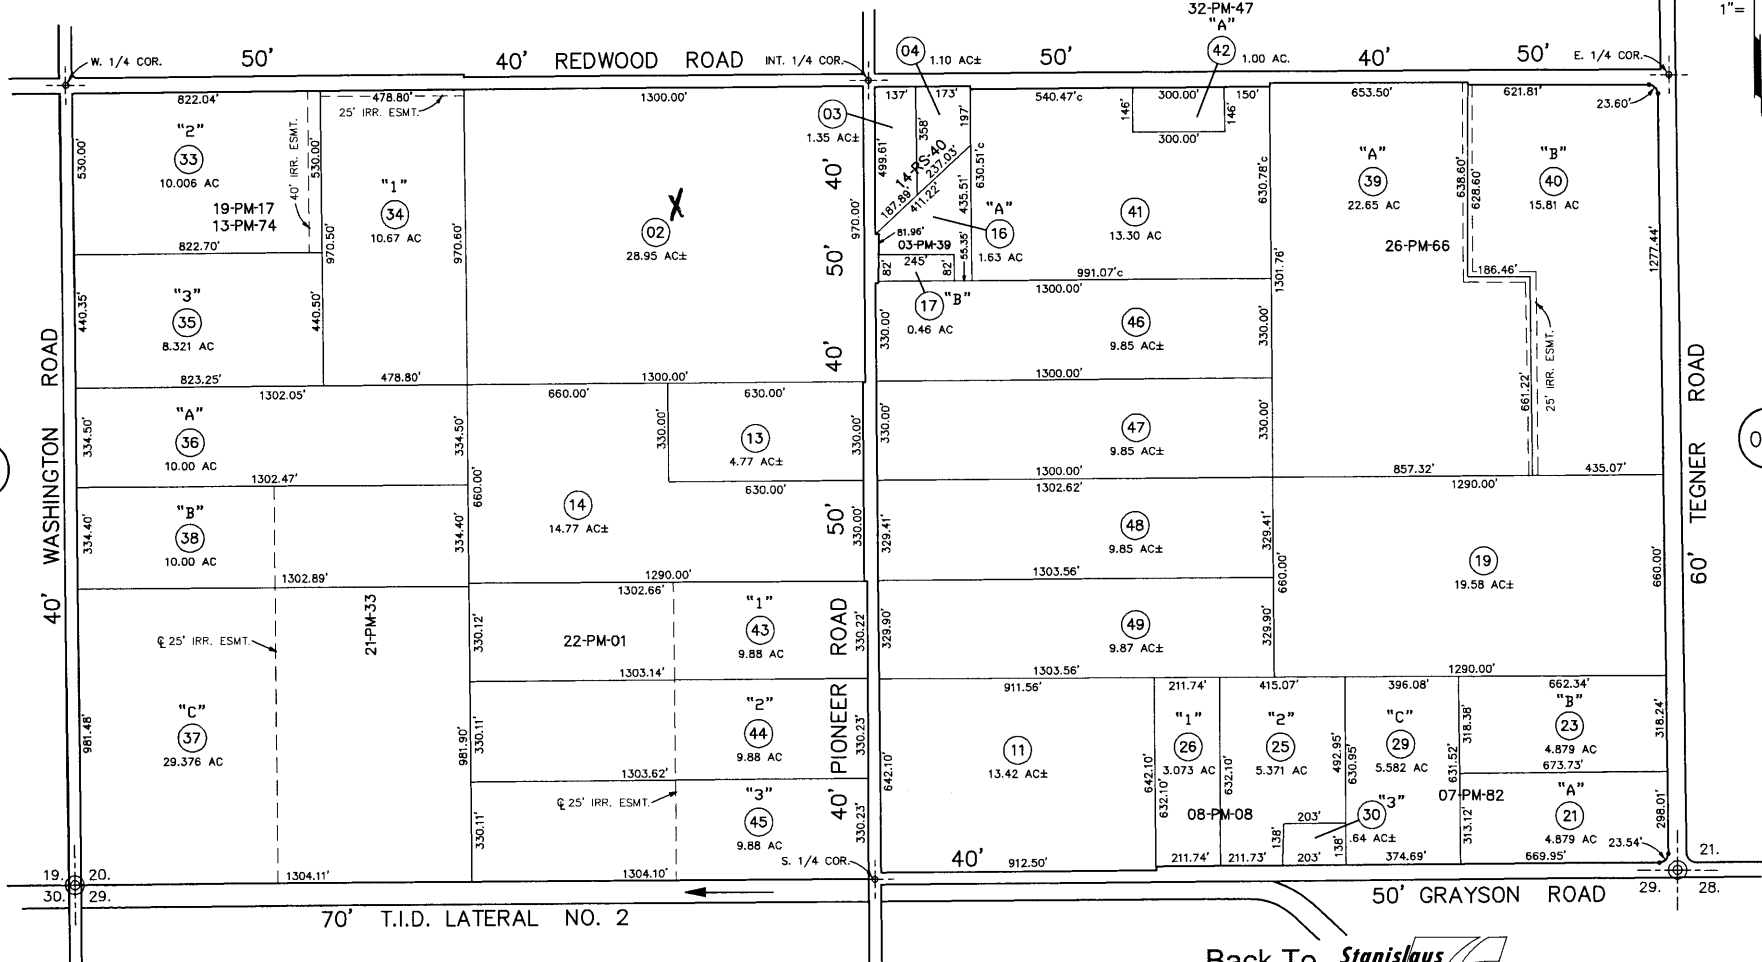 32-PM-47
"A"
1"=
W. 1/4 COR.
50'
40' REDWOOD ROAD
INT. 1/4 COR.
04
1.10 AC±
50'
42
1.00 AC.
40'
50'
E. 1/4 COR.
822.04'
478.80'
25' IRR. ESMT.
1300.00'
137'
173'
540.47'c
300.00'
150'
653.50'
621.81'
23.60'
03
1.35 AC±
197'
358'
146'
146'
300.00'
"2"
33
10.006 AC
530.00'
530.00'
40' IRR. ESMT.
19-PM-17
13-PM-74
822.70'
"1"
34
10.67 AC
970.50'
970.60'
X
02
28.95 AC±
40'
970.00'
499.61'
14-RS-40
237.03'
187.89'
411.22'
435.51'
630.51'c
81.96'
03-PM-39
245'
82'
82'
55.35'
"A"
16
1.63 AC
41
13.30 AC
630.78'c
991.07'c
"A"
39
22.65 AC
638.60'
628.60'
"B"
40
15.81 AC
26-PM-66
186.46'
1277.44'
1301.76'
50'
"3"
35
8.321 AC
440.35'
440.50'
823.25'
478.80'
17
"B"
0.46 AC
1300.00'
46
9.85 AC±
330.00'
330.00'
25' IRR. ESMT.
661.22'
40'
1300.00'
1300.00'
1302.05'
660.00'
630.00'
"A"
36
10.00 AC
334.50'
334.50'
330.00'
13
4.77 AC±
330.00'
330.00'
47
9.85 AC±
330.00'
40' WASHINGTON ROAD
60' TEGNER ROAD
0
1302.47'
630.00'
1300.00'
857.32'
435.07'
1302.62'
1290.00'
"B"
38
10.00 AC
334.40'
334.40'
660.00'
14
14.77 AC±
50'
330.00'
329.41'
48
9.85 AC±
329.41'
660.00'
19
19.58 AC±
660.00'
1302.89'
1290.00'
1303.56'
1302.66'
21-PM-33
℄ 25' IRR. ESMT.
330.12'
22-PM-01
"1"
43
9.88 AC
330.22'
329.90'
49
9.87 AC±
329.90'
40' PIONEER ROAD
1303.14'
1303.56'
1290.00'
911.56'
211.74'
415.07'
396.08'
662.34'
"C"
37
29.376 AC
981.48'
981.90'
330.11'
"2"
44
9.88 AC
330.23'
642.10'
11
13.42 AC±
642.10'
632.10'
"1"
26
3.073 AC
632.10'
"2"
25
5.371 AC
492.95'
630.95'
"C"
29
5.582 AC
318.38'
631.52'
"B"
23
4.879 AC
318.24'
673.73'
1303.62'
℄ 25' IRR. ESMT.
330.11'
"3"
45
9.88 AC
330.23'
08-PM-08
203'
138'
138'
30
"3"
.64 AC±
07-PM-82
313.12'
"A"
21
4.879 AC
298.01'
23.54'
S. 1/4 COR.
40'
912.50'
211.74'
211.73'
203'
374.69'
669.95'
19.
20.
1304.11'
1304.10'
21.
30.
29.
29.
28.
70' T.I.D. LATERAL NO. 2
50' GRAYSON ROAD
Back To
Stanislaus